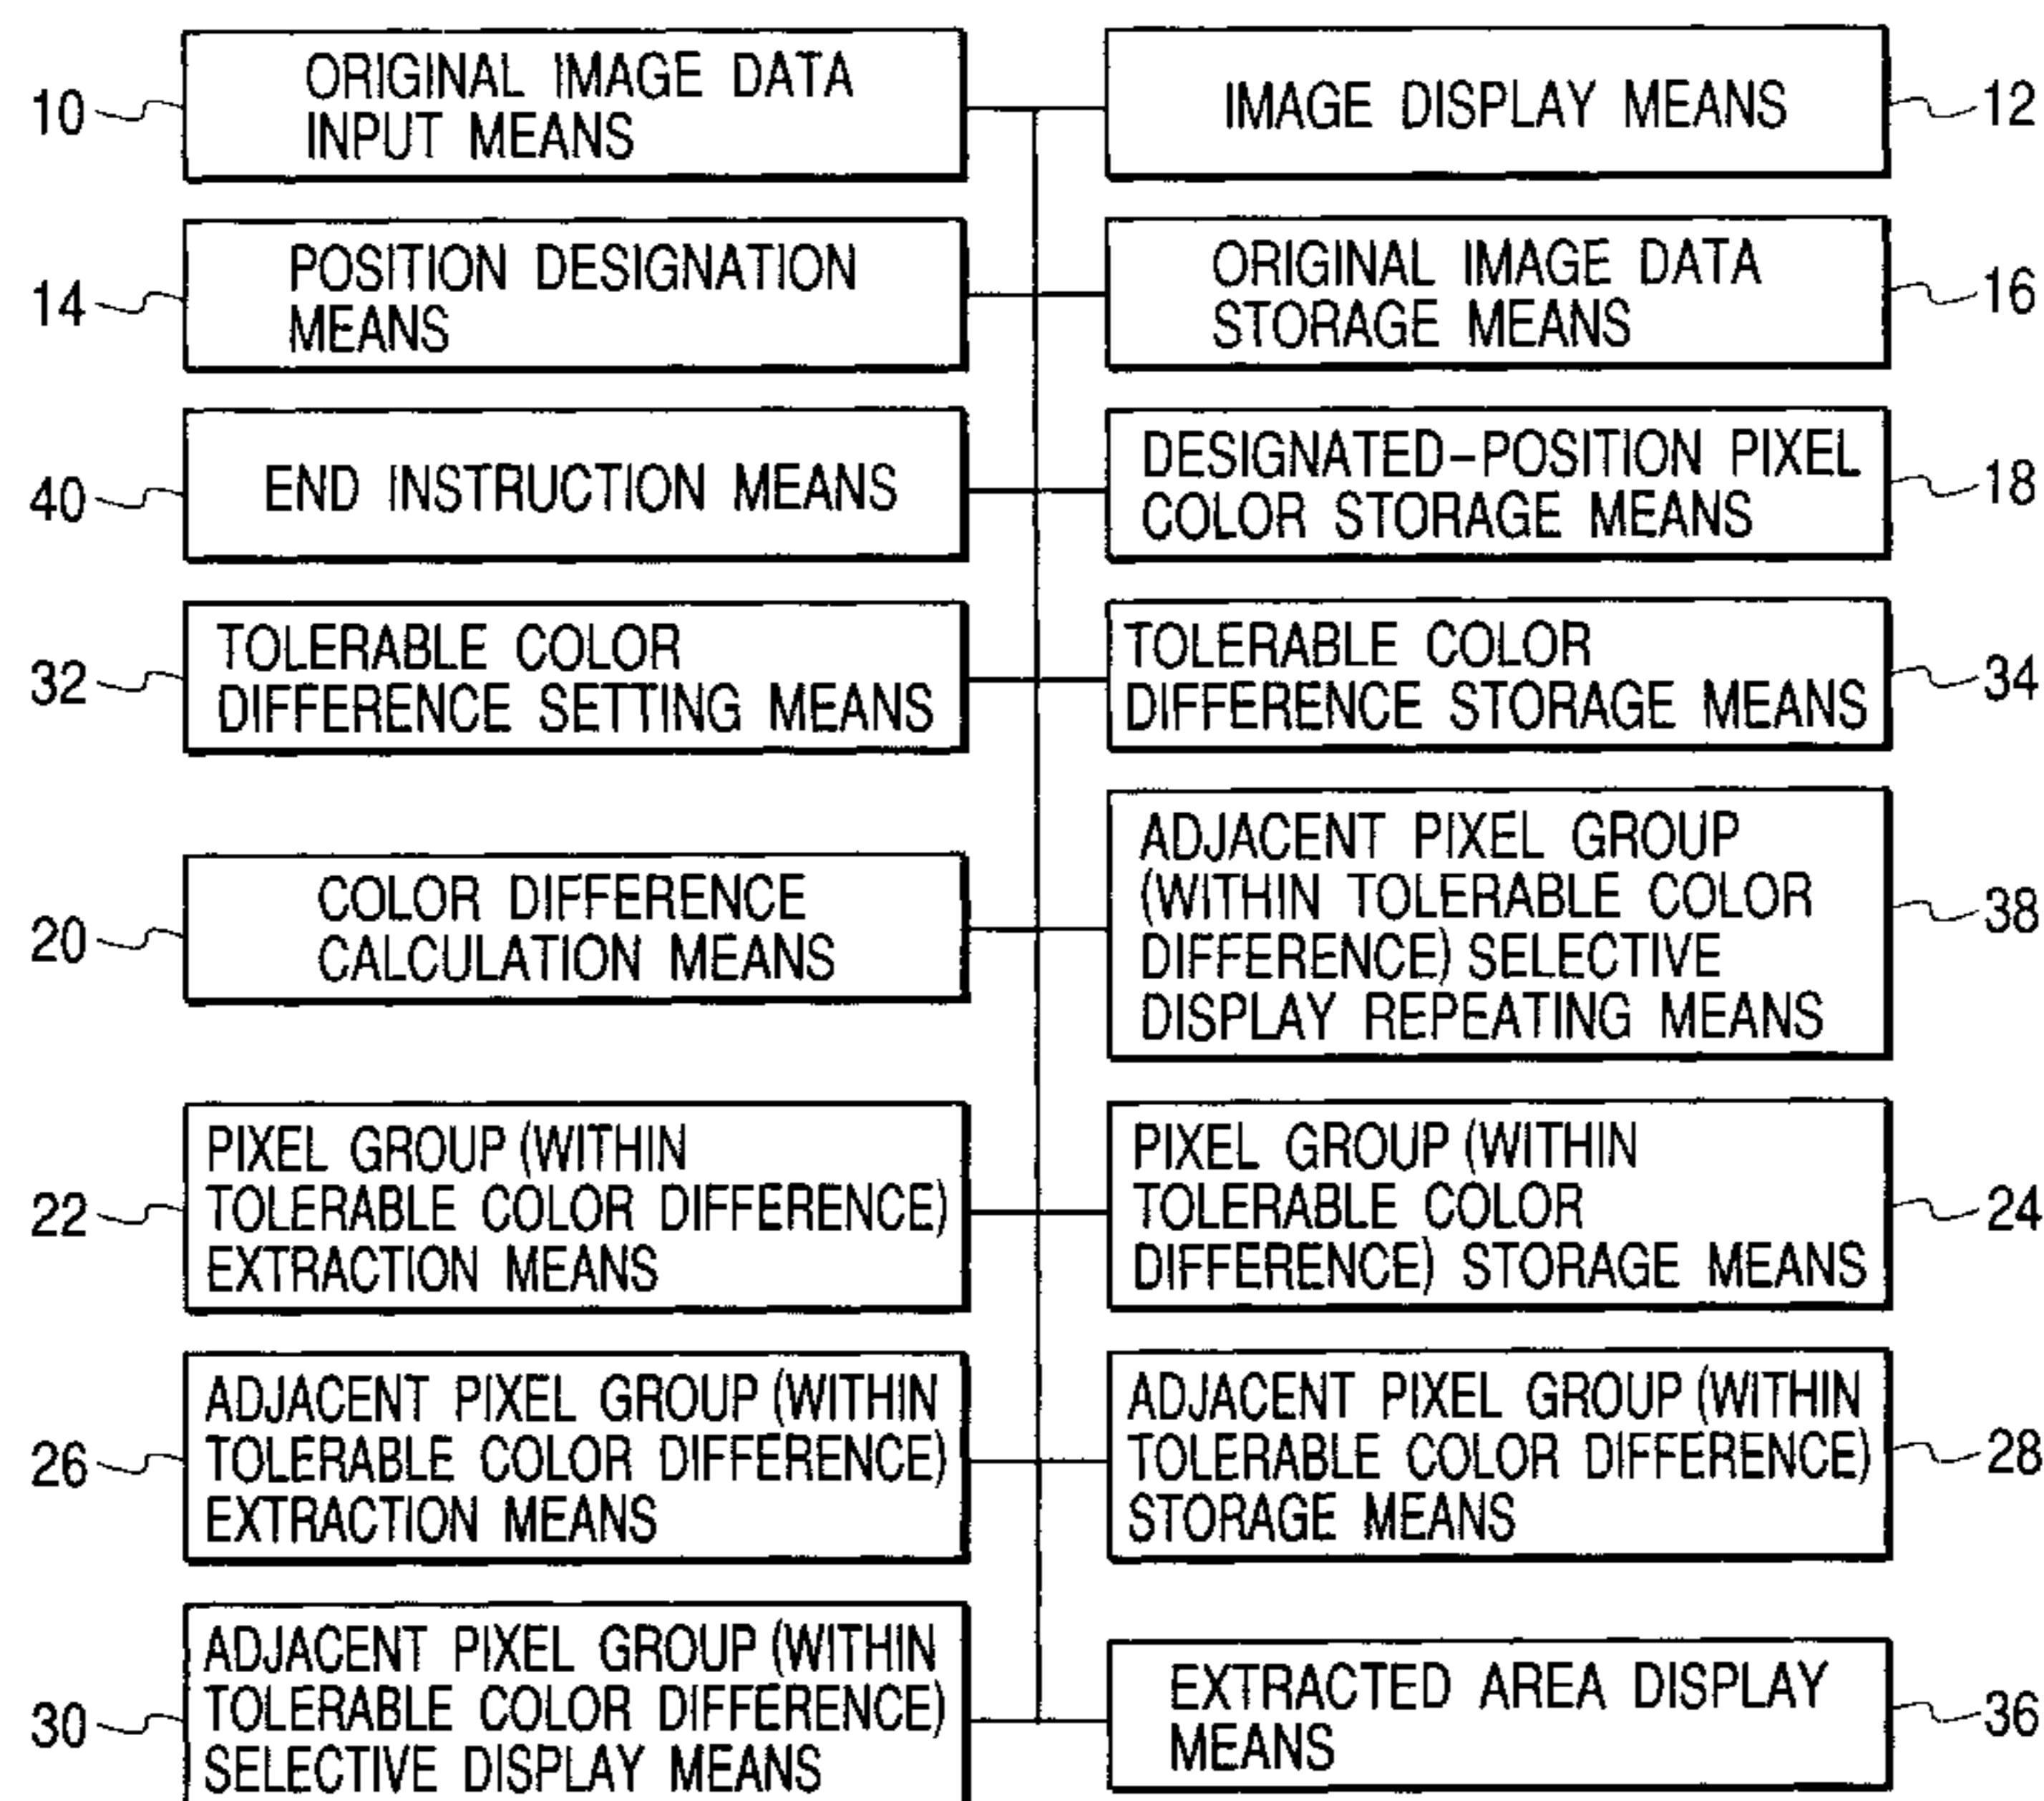 10
ORIGINAL IMAGE DATA
INPUT MEANS
IMAGE DISPLAY MEANS
12
14
POSITION DESIGNATION
MEANS
ORIGINAL IMAGE DATA
STORAGE MEANS
16
40
END INSTRUCTION MEANS
DESIGNATED-POSITION PIXEL
COLOR STORAGE MEANS
18
32
TOLERABLE COLOR
DIFFERENCE SETTING MEANS
TOLERABLE COLOR
DIFFERENCE STORAGE MEANS
34
20
COLOR DIFFERENCE
CALCULATION MEANS
ADJACENT PIXEL GROUP
(WITHIN TOLERABLE COLOR
DIFFERENCE) SELECTIVE
DISPLAY REPEATING MEANS
38
22
PIXEL GROUP (WITHIN
TOLERABLE COLOR DIFFERENCE)
EXTRACTION MEANS
PIXEL GROUP (WITHIN
TOLERABLE COLOR
DIFFERENCE) STORAGE MEANS
24
26
ADJACENT PIXEL GROUP (WITHIN
TOLERABLE COLOR DIFFERENCE)
EXTRACTION MEANS
ADJACENT PIXEL GROUP (WITHIN
TOLERABLE COLOR DIFFERENCE)
STORAGE MEANS
28
30
ADJACENT PIXEL GROUP (WITHIN
TOLERABLE COLOR DIFFERENCE)
SELECTIVE DISPLAY MEANS
EXTRACTED AREA DISPLAY
MEANS
36